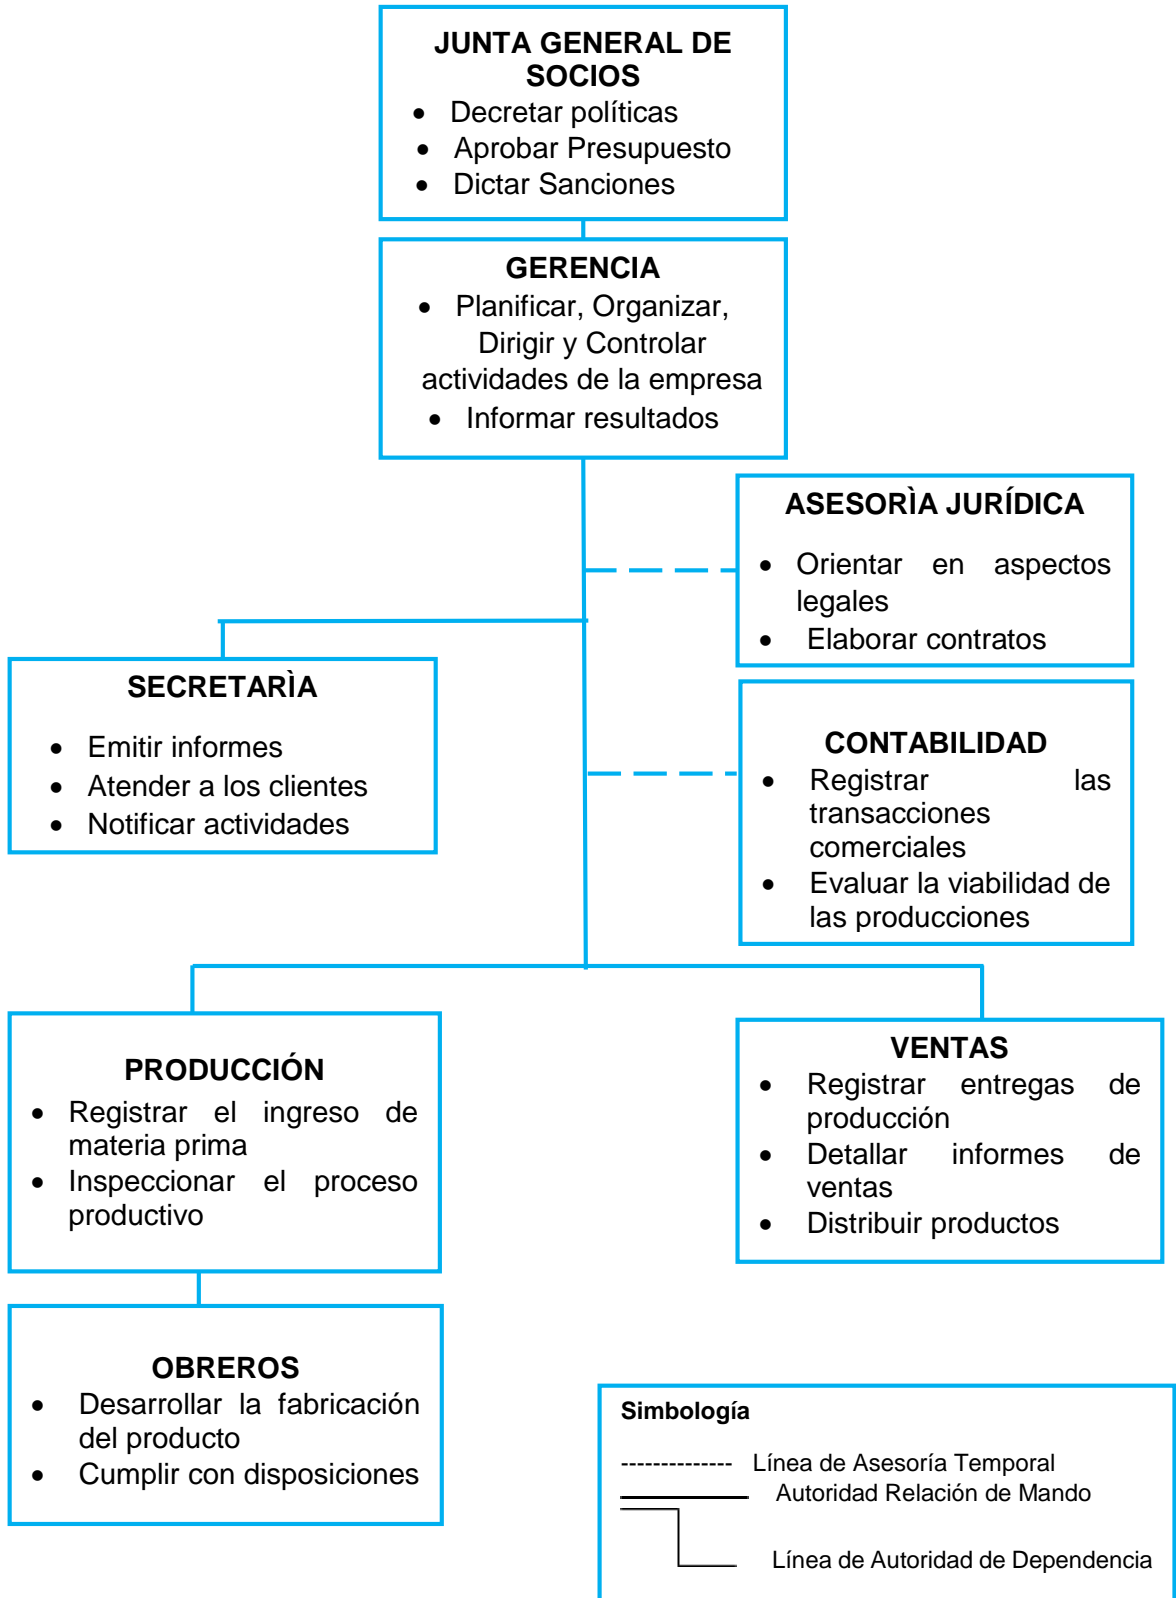 JUNTA GENERAL DE
SOCIOS
• Decretar políticas
• Aprobar Presupuesto
• Dictar Sanciones
GERENCIA
• Planificar, Organizar,
Dirigir y Controlar
actividades de la empresa
• Informar resultados
ASESORÌA JURÍDICA
• Orientar en aspectos
legales
• Elaborar contratos
SECRETARÌA
• Emitir informes
• Atender a los clientes
• Notificar actividades
CONTABILIDAD
• Registrar las
transacciones
comerciales
• Evaluar la viabilidad de
las producciones
PRODUCCIÓN
• Registrar el ingreso de
materia prima
• Inspeccionar el proceso
productivo
VENTAS
• Registrar entregas de
producción
• Detallar informes de
ventas
• Distribuir productos
OBREROS
• Desarrollar la fabricación
del producto
• Cumplir con disposiciones
Simbología
-------------- Línea de Asesoría Temporal
Autoridad Relación de Mando
Línea de Autoridad de Dependencia